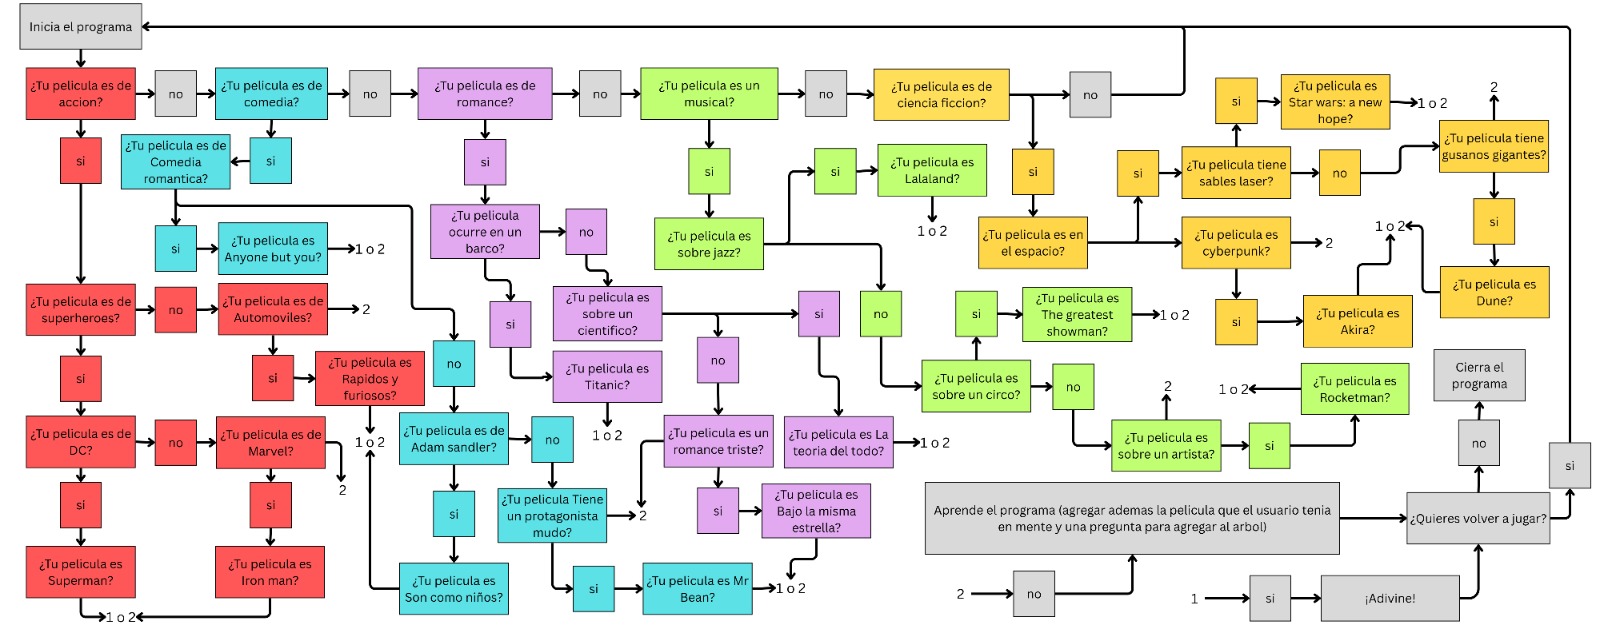 Inicia el programa
¿Tu pelicula es de
accion?
no
¿Tu pelicula es de
comedia?
no
¿Tu pelicula es de
romance?
no
¿Tu pelicula es un
musical?
no
¿Tu pelicula es de
ciencia ficcion?
no
si
¿Tu pelicula es
Star wars: a new
hope?
1 o 2
2
si
¿Tu pelicula es de
Comedia
romantica?
si
si
si
si
¿Tu pelicula es
Lalaland?
1 o 2
si
si
¿Tu pelicula tiene
sables laser?
no
¿Tu pelicula tiene
gusanos gigantes?
si
si
¿Tu pelicula es
Anyone but you?
1 o 2
¿Tu pelicula
ocurre en un
barco?
no
¿Tu pelicula es
sobre jazz?
¿Tu pelicula es en
el espacio?
¿Tu pelicula es
cyberpunk?
2
1 o 2
¿Tu pelicula es
Dune?
¿Tu pelicula es de
superheroes?
no
¿Tu pelicula es de
Automoviles?
2
si
¿Tu pelicula es
sobre un
cientifico?
si
no
si
¿Tu pelicula es
The greatest
showman?
1 o 2
si
¿Tu pelicula es
Akira?
si
si
¿Tu pelicula es
Rapidos y
furiosos?
no
¿Tu pelicula es
Titanic?
no
¿Tu pelicula es
sobre un circo?
no
2
1 o 2
¿Tu pelicula es
Rocketman?
Cierra el
programa
¿Tu pelicula es de
DC?
no
¿Tu pelicula es de
Marvel?
1 o 2
2
¿Tu pelicula es de
Adam sandler?
no
1 o 2
¿Tu pelicula es un
romance triste?
¿Tu pelicula es La
teoria del todo?
1 o 2
¿Tu pelicula es
sobre un artista?
si
no
si
si
si
si
¿Tu pelicula Tiene
un protagonista
mudo?
2
si
¿Tu pelicula es
Bajo la misma
estrella?
Aprende el programa (agregar ademas la pelicula que el usuario tenia
en mente y una pregunta para agregar al arbol)
¿Quieres volver a jugar?
¿Tu pelicula es
Superman?
¿Tu pelicula es
Iron man?
1 o 2
¿Tu pelicula es
Son como niños?
si
¿Tu pelicula es Mr
Bean?
1 o 2
2
no
1
si
¡Adivine!